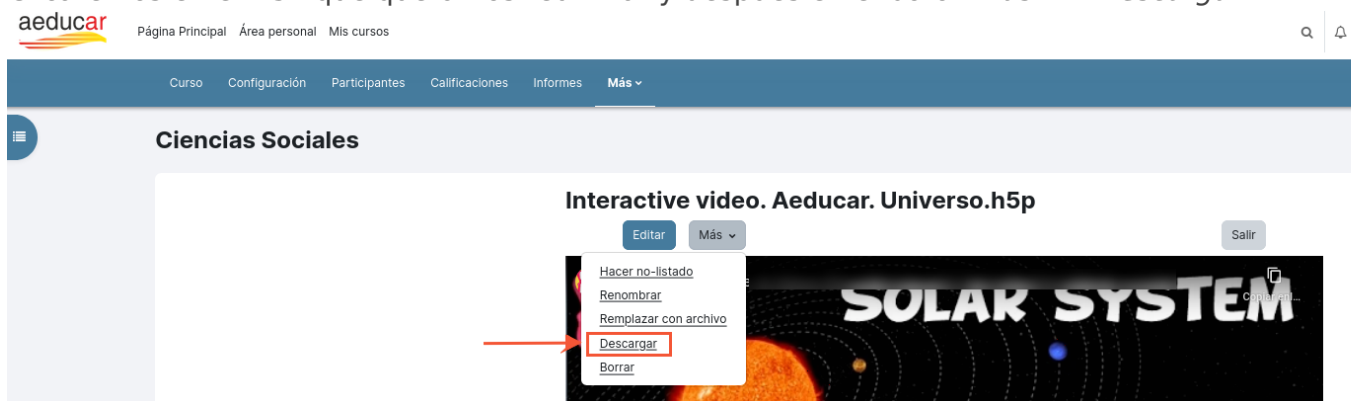 aeducar
Página Principal Área personal Mis cursos
Curso Configuración Participantes Calificaciones Informes Más
Ciencias Sociales
Interactive video. Aeducar. Universo.h5p
Editar Más Salir
Hacer no-listado
Renombrar
Remplazar con archivo
Descargar
Borrar
SOLAR SYSTEM